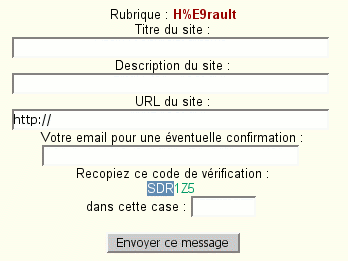 Rubrique : H%E9rault
Titre du site :
Description du site :
URL du site :
http://
Votre email pour une éventuelle confirmation :
Recopiez ce code de vérification :
SDR1Z5
dans cette case :
Envoyer ce message